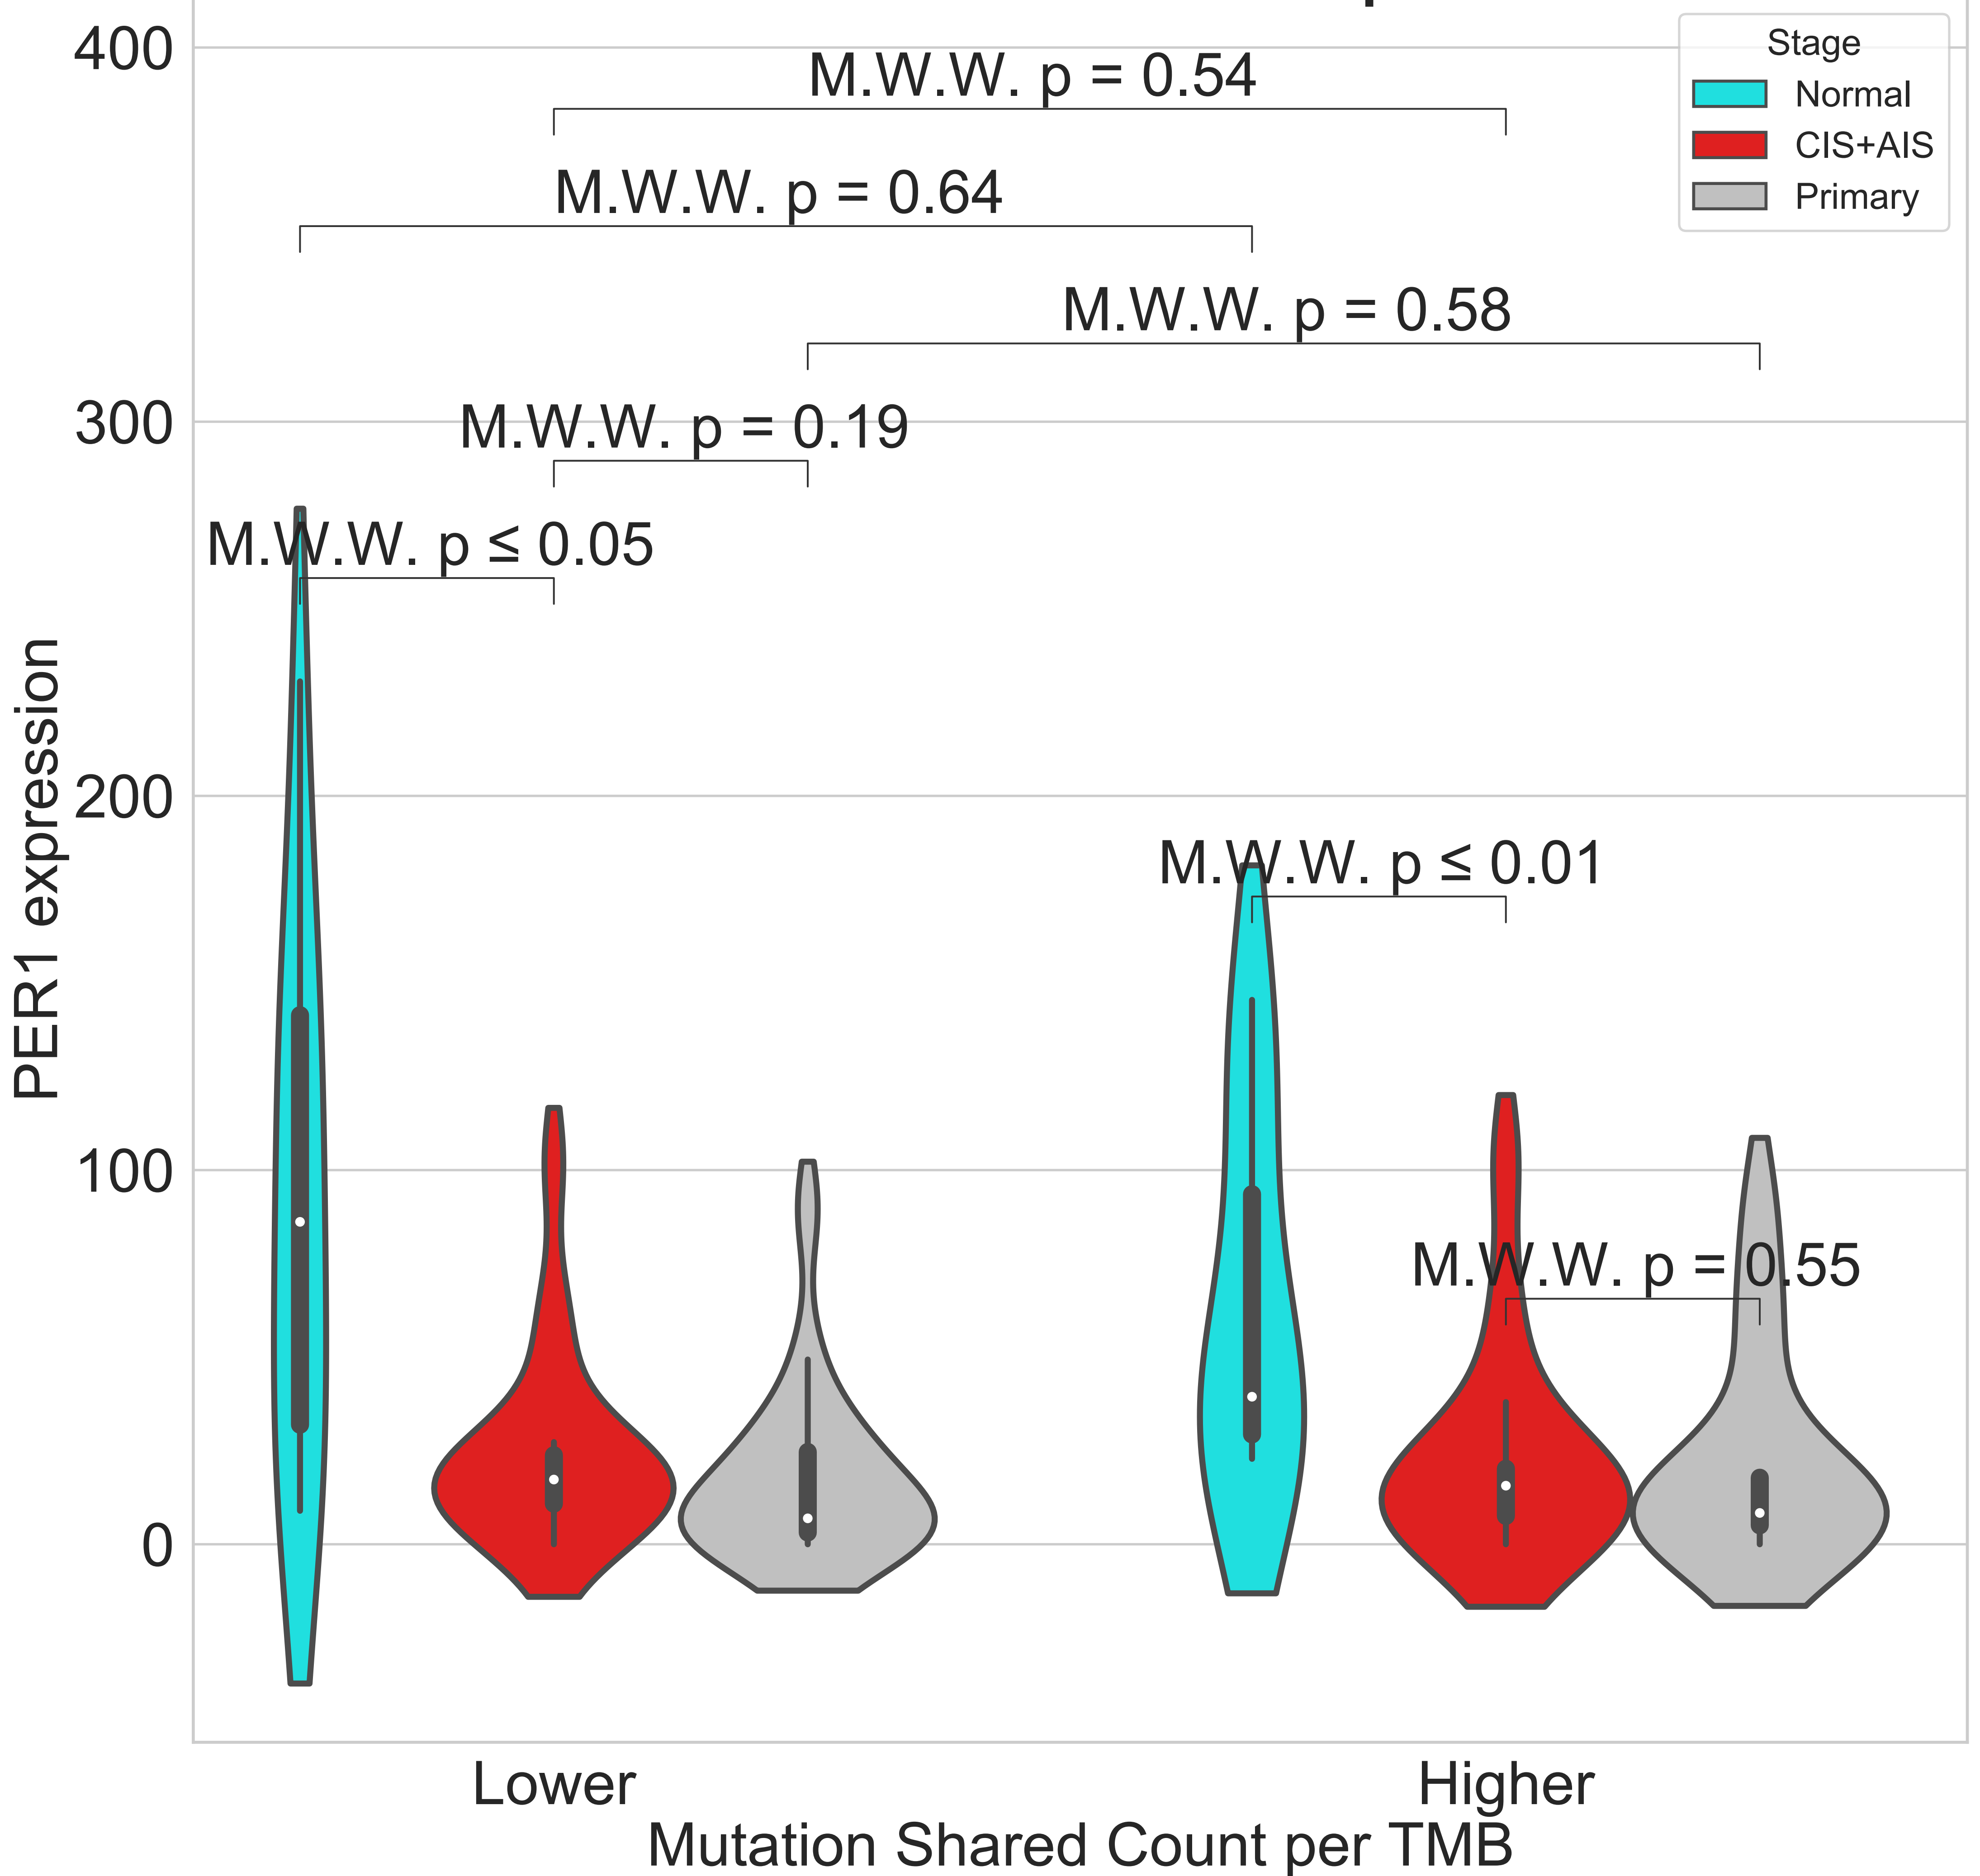 400
300
200
100
0
PER1 expression
M.W.W. p = 0.54
M.W.W. p = 0.64
M.W.W. p = 0.58
M.W.W. p = 0.19
M.W.W. p ≤ 0.05
M.W.W. p ≤ 0.01
M.W.W. p = 0.55
Stage
Normal
CIS+AIS
Primary
Lower
Higher
Mutation Shared Count per TMB